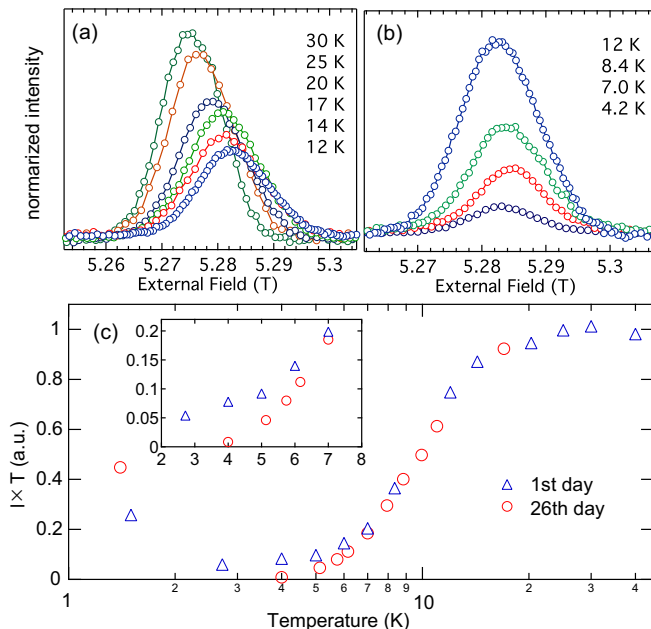 (a)
30 K
25 K
20 K
17 K
14 K
12 K
normarized intensity
5.26 5.27 5.28 5.29 5.3
External Field (T)
(b)
12 K
8.4 K
7.0 K
4.2 K
5.27 5.28 5.29 5.3
External Field (T)
(c)
1
0.8
0.6
0.4
0.2
0
I × T (a.u.)
0.2
0.15
0.1
0.05
0
2 3 4 5 6 7 8
1st day
26th day
1 2 3 4 5 6 7 8 9 10 2 3 4
Temperature (K)